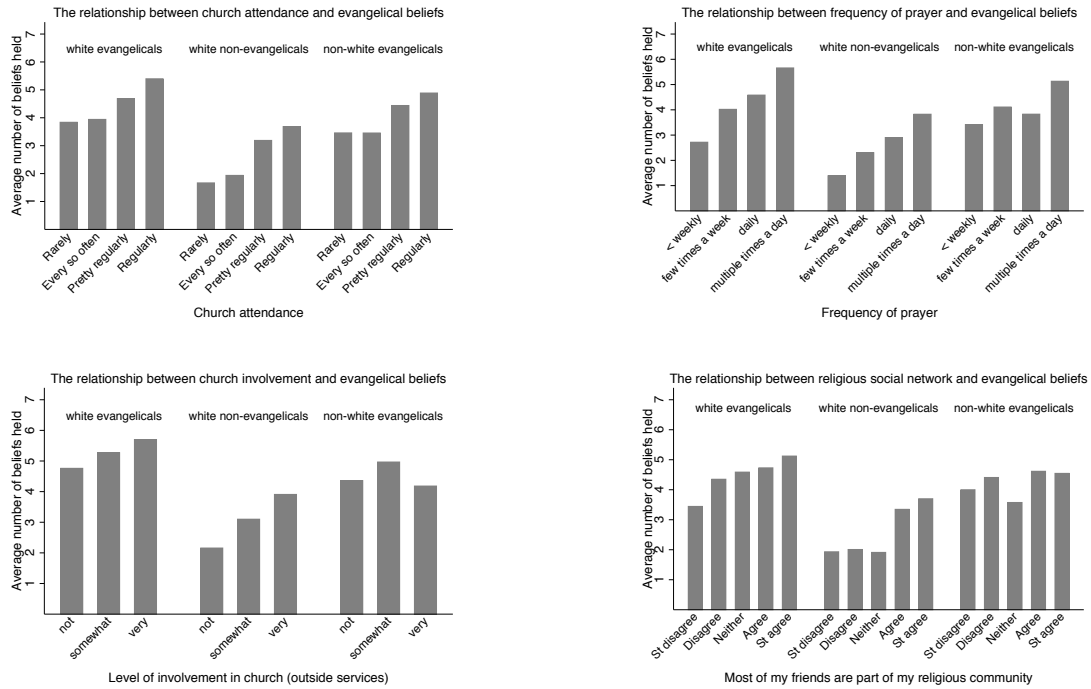 The relationship between church attendance and evangelical beliefs
Average number of beliefs held
1 2 3 4 5 6 7
white evangelicals white non-evangelicals non-white evangelicals
Rarely Every so often Pretty regularly Regularly Rarely Every so often Pretty regularly Regularly Rarely Every so often Pretty regularly Regularly
Church attendance
The relationship between frequency of prayer and evangelical beliefs
Average number of beliefs held
1 2 3 4 5 6 7
white evangelicals white non-evangelicals non-white evangelicals
< weekly few times a week daily multiple times a day < weekly few times a week daily multiple times a day < weekly few times a week daily multiple times a day
Frequency of prayer
The relationship between church involvement and evangelical beliefs
Average number of beliefs held
1 2 3 4 5 6 7
white evangelicals white non-evangelicals non-white evangelicals
not somewhat very not somewhat very not somewhat very
Level of involvement in church (outside services)
The relationship between religious social network and evangelical beliefs
Average number of beliefs held
1 2 3 4 5 6 7
white evangelicals white non-evangelicals non-white evangelicals
St disagree Disagree Neither Agree St agree St disagree Disagree Neither Agree St agree St disagree Disagree Neither Agree St agree
Most of my friends are part of my religious community